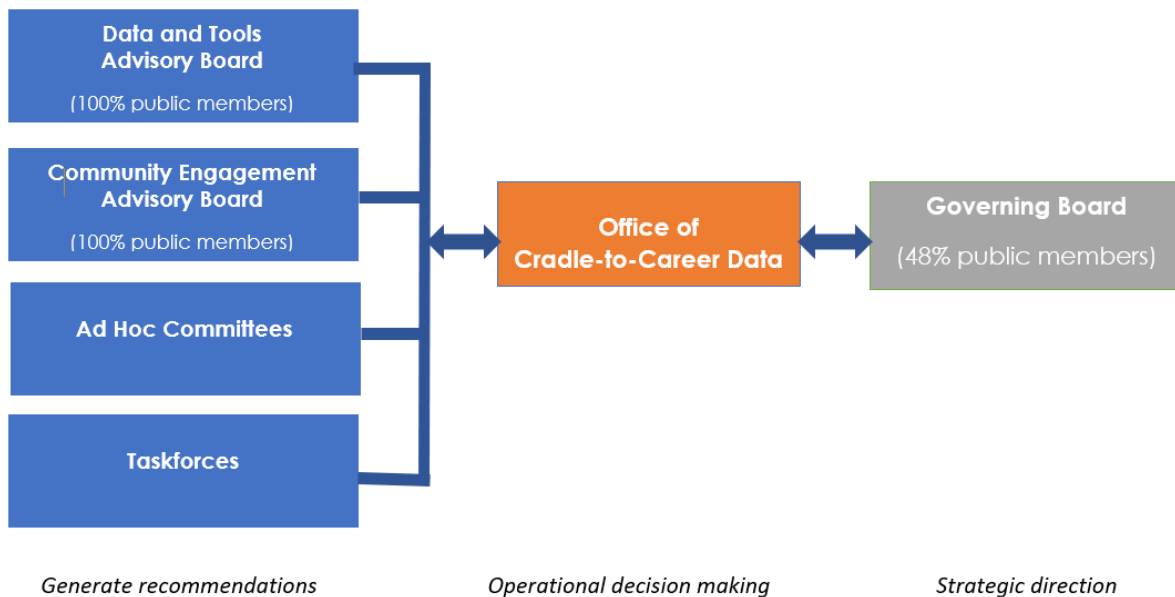 Data and Tools
Advisory Board
(100% public members)
Community Engagement
Advisory Board
(100% public members)
Ad Hoc Committees
Taskforces
Office of
Cradle-to-Career Data
Governing Board
(48% public members)
Generate recommendations
Operational decision making
Strategic direction